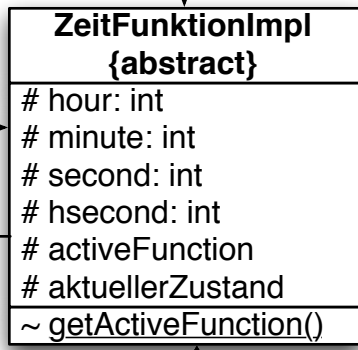 ZeitFunktionImpl
{abstract}
# hour: int
# minute: int
# second: int
# hsecond: int
# activeFunction
# aktuellerZustand
~ getActiveFunction()